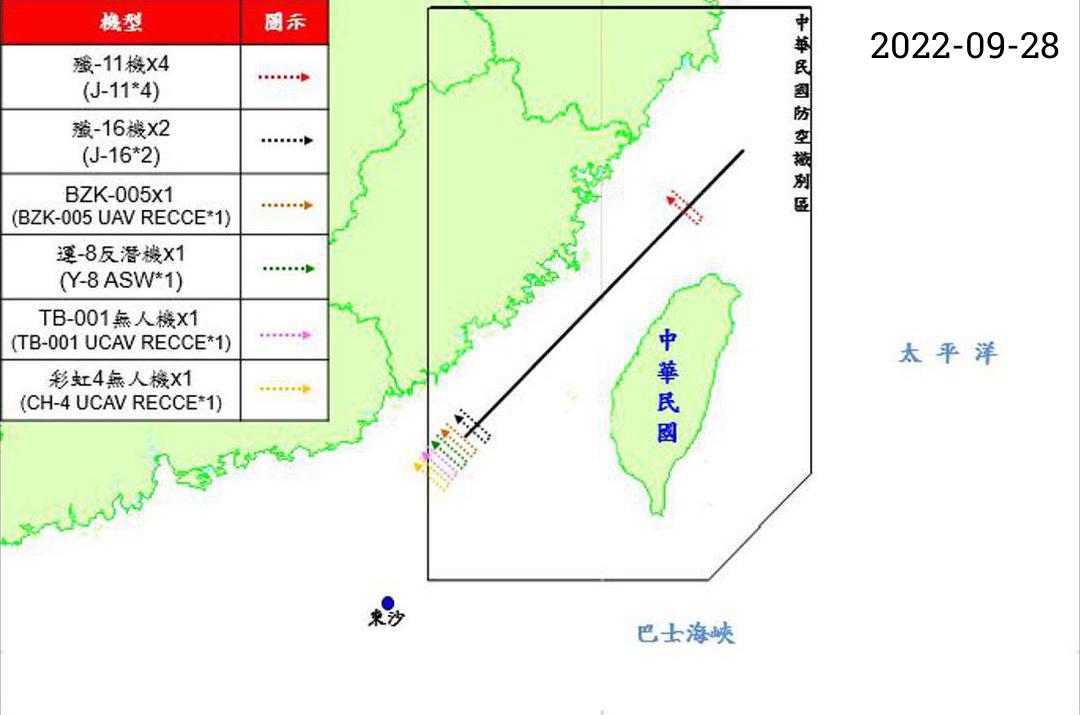 機型 圖示
殲-11機x4
(J-11*4)
殲-16機x2
(J-16*2)
BZK-005x1
(BZK-005 UAV RECCE*1)
運-8反潛機x1
(Y-8 ASW*1)
TB-001無人機x1
(TB-001 UCAV RECCE*1)
彩虹4無人機x1
(CH-4 UCAV RECCE*1)
2022-09-28
中華民國防空識別區
中華民國
太平洋
東沙
巴士海峽